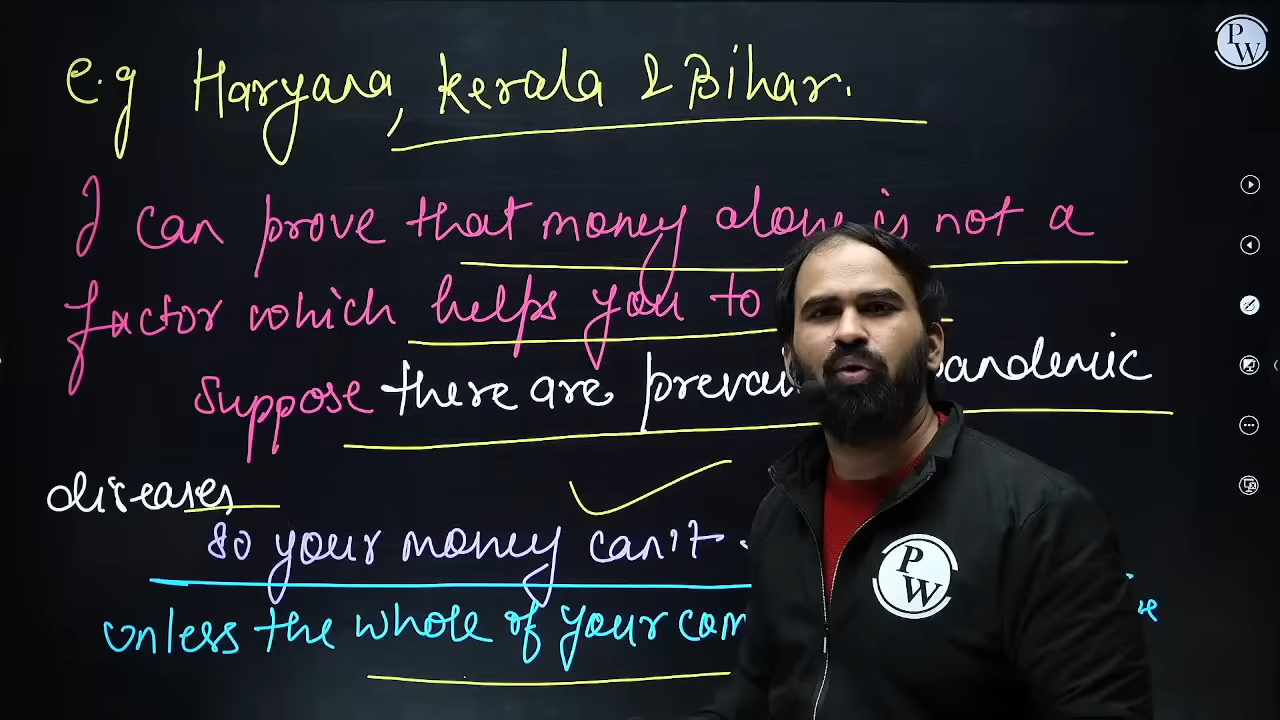 e.g Haryana, Kerala & Bihar.
I can prove that money alone is not a
factor which helps you to
Suppose there are prevai pandemic
diseases
so your money can't
unless the whole of your com
P
W
P
W